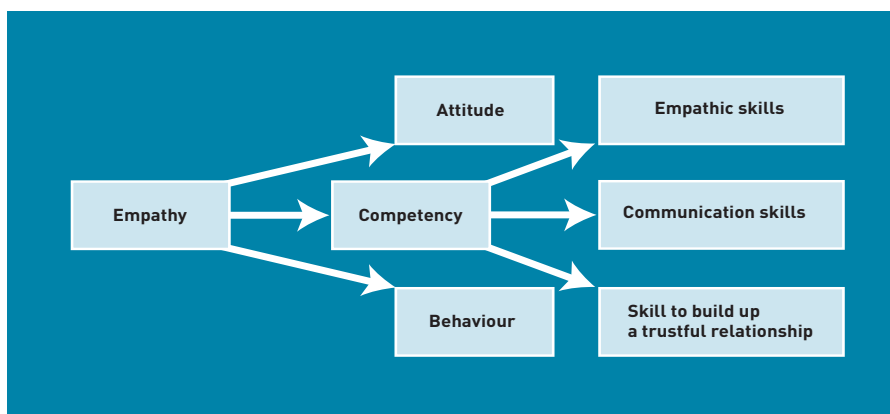 Attitude
Empathic skills
Empathy
Competency
Communication skills
Behaviour
Skill to build up
a trustful relationship